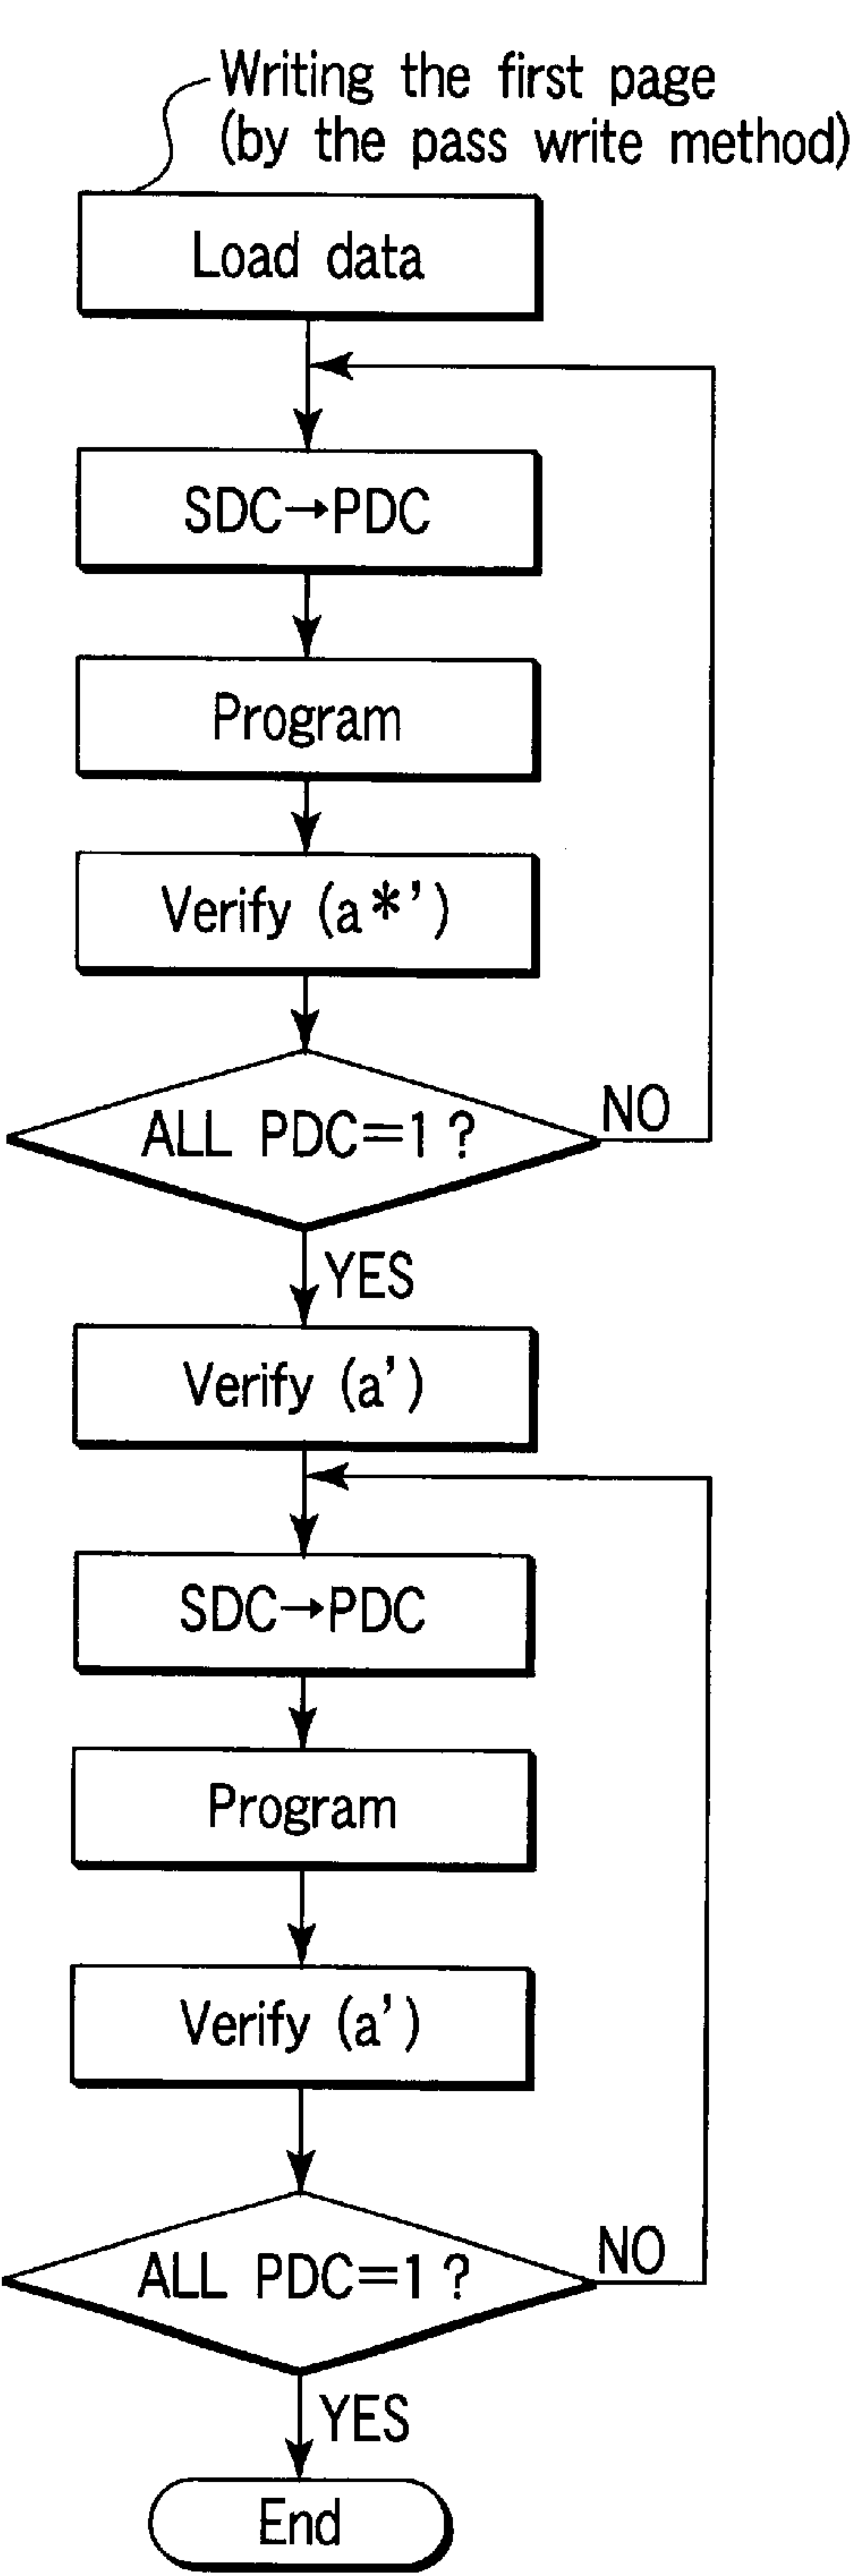 Writing the first page
(by the pass write method)
Load data
SDC→PDC
Program
Verify (a*')
ALL PDC=1?
NO
YES
Verify (a')
SDC→PDC
Program
Verify (a')
ALL PDC=1?
NO
YES
End